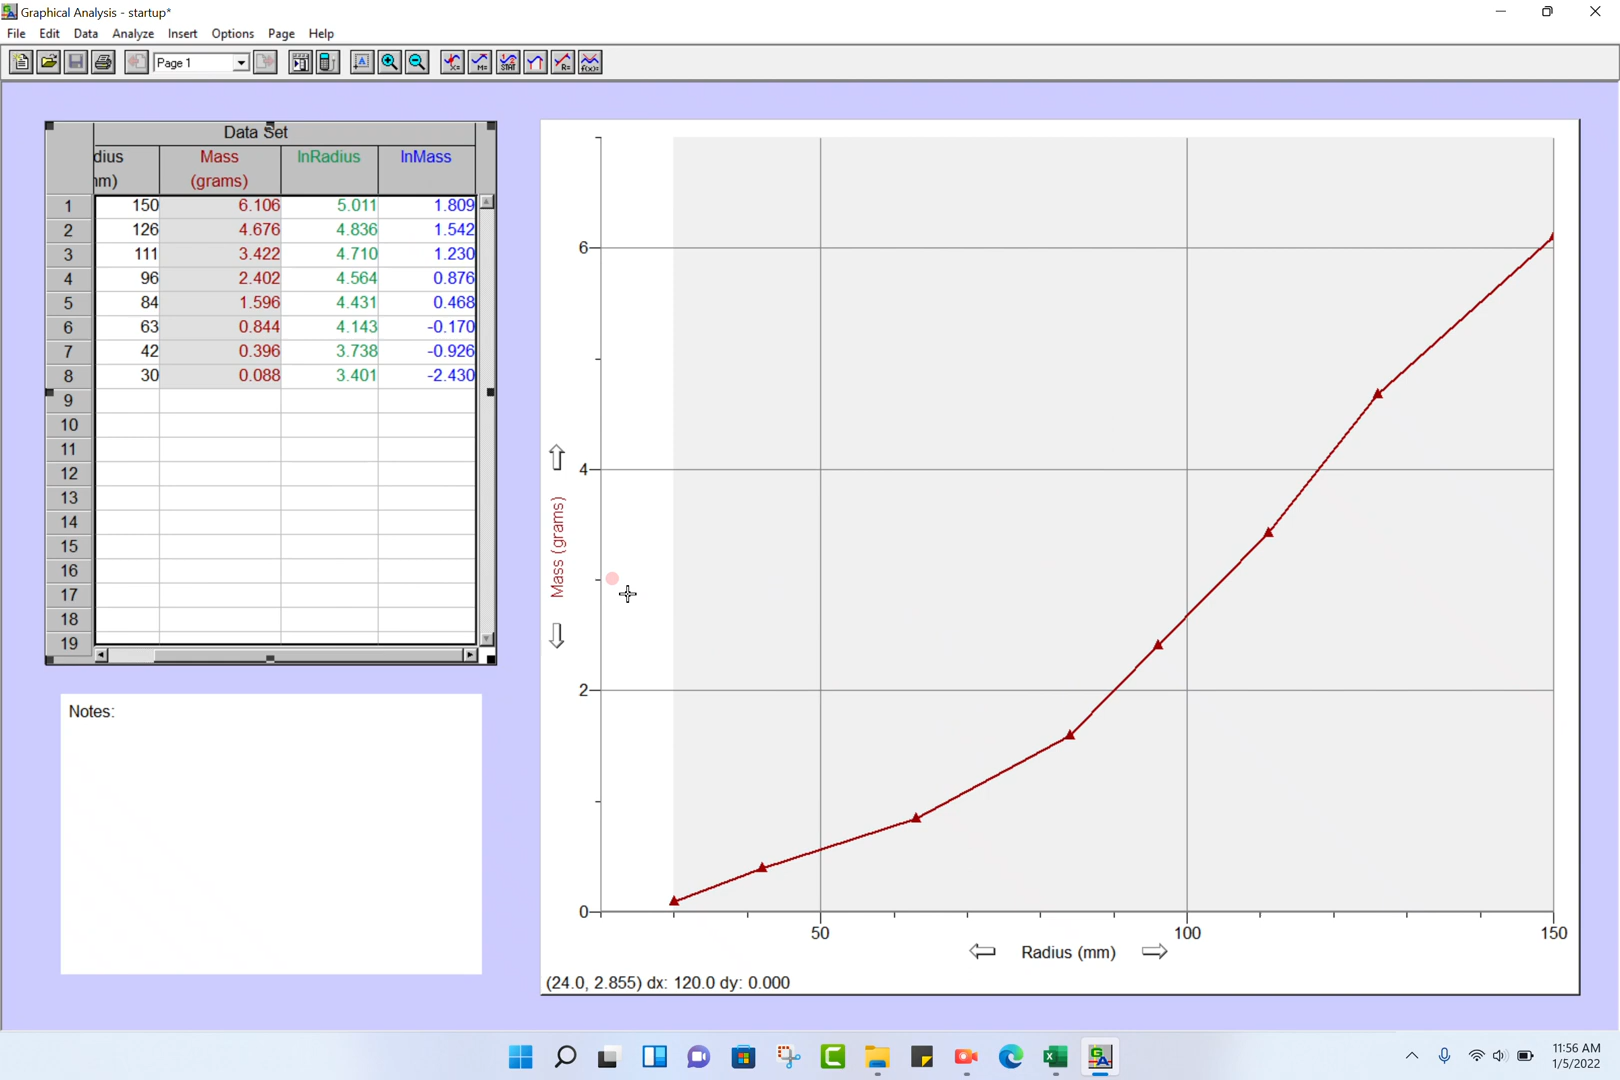 Graphical Analysis - startup*
File Edit Data Analyze Insert Options Page Help
Page 1
X= M= STAT R= f(x)=
Data Set
dius Mass lnRadius lnMass
m) (grams)
1 150 6.106 5.011 1.809
2 126 4.676 4.836 1.542
3 111 3.422 4.710 1.230
4 96 2.402 4.564 0.876
5 84 1.596 4.431 0.468
6 63 0.844 4.143 -0.170
7 42 0.396 3.738 -0.926
8 30 0.088 3.401 -2.430
9
10
11
12
13
14
15
16
17
18
19
Notes:
6
4
2
0
Mass (grams)
50 100 150
Radius (mm)
(24.0, 2.855) dx: 120.0 dy: 0.000
11:56 AM
1/5/2022